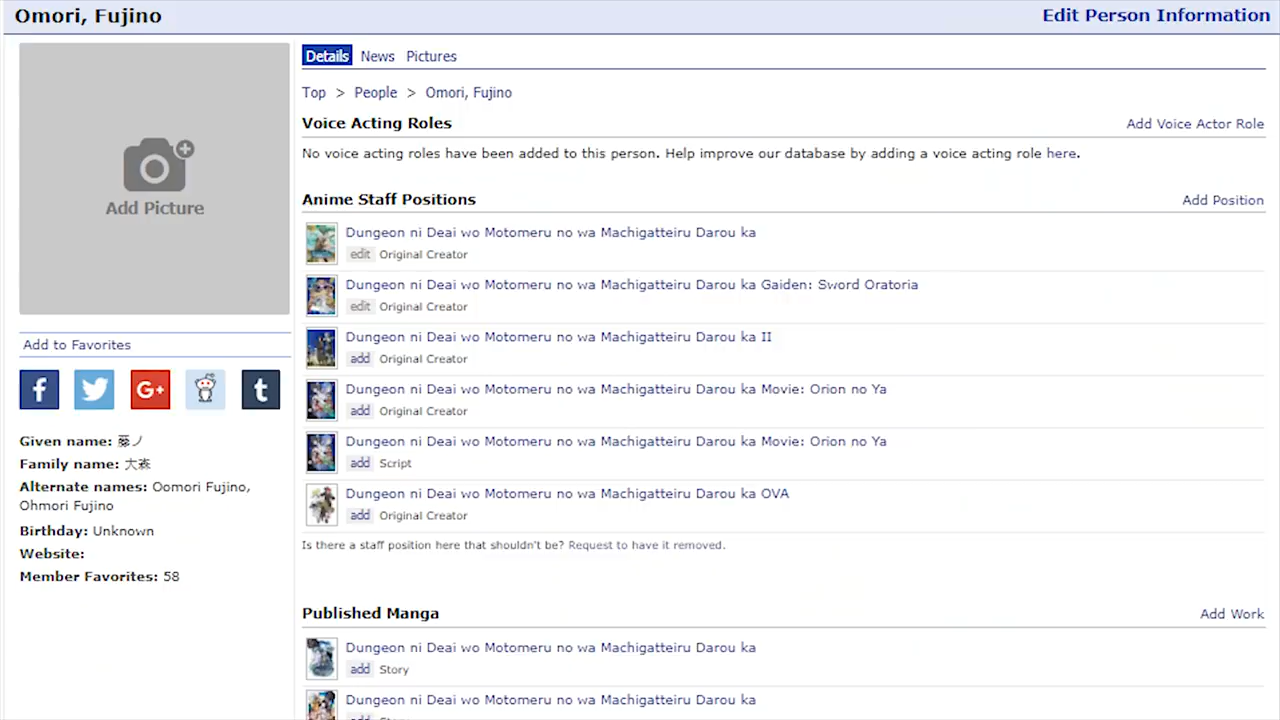 Omori, Fujino
Edit Person Information
Add Picture
Add to Favorites
f
G+
t
Given name: 藤ノ
Family name: 大森
Alternate names: Oomori Fujino,
Ohmori Fujino
Birthday: Unknown
Website:
Member Favorites: 58
Details News Pictures
Top > People > Omori, Fujino
Voice Acting Roles
Add Voice Actor Role
No voice acting roles have been added to this person. Help improve our database by adding a voice acting role here.
Anime Staff Positions
Add Position
Dungeon ni Deai wo Motomeru no wa Machigatteiru Darou ka
edit Original Creator
Dungeon ni Deai wo Motomeru no wa Machigatteiru Darou ka Gaiden: Sword Oratoria
edit Original Creator
Dungeon ni Deai wo Motomeru no wa Machigatteiru Darou ka II
add Original Creator
Dungeon ni Deai wo Motomeru no wa Machigatteiru Darou ka Movie: Orion no Ya
add Original Creator
Dungeon ni Deai wo Motomeru no wa Machigatteiru Darou ka Movie: Orion no Ya
add Script
Dungeon ni Deai wo Motomeru no wa Machigatteiru Darou ka OVA
add Original Creator
Is there a staff position here that shouldn't be? Request to have it removed.
Published Manga
Add Work
Dungeon ni Deai wo Motomeru no wa Machigatteiru Darou ka
add Story
Dungeon ni Deai wo Motomeru no wa Machigatteiru Darou ka